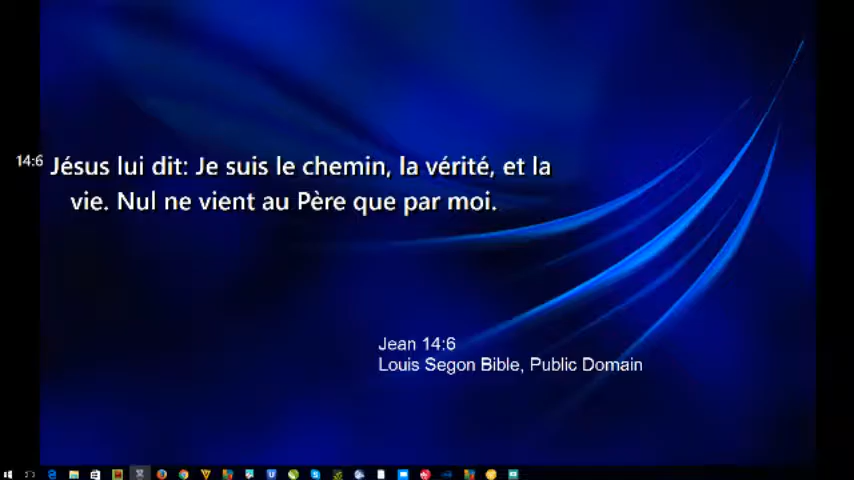 14:6 Jésus lui dit: Je suis le chemin, la vérité, et la
vie. Nul ne vient au Père que par moi.
Jean 14:6
Louis Segon Bible, Public Domain